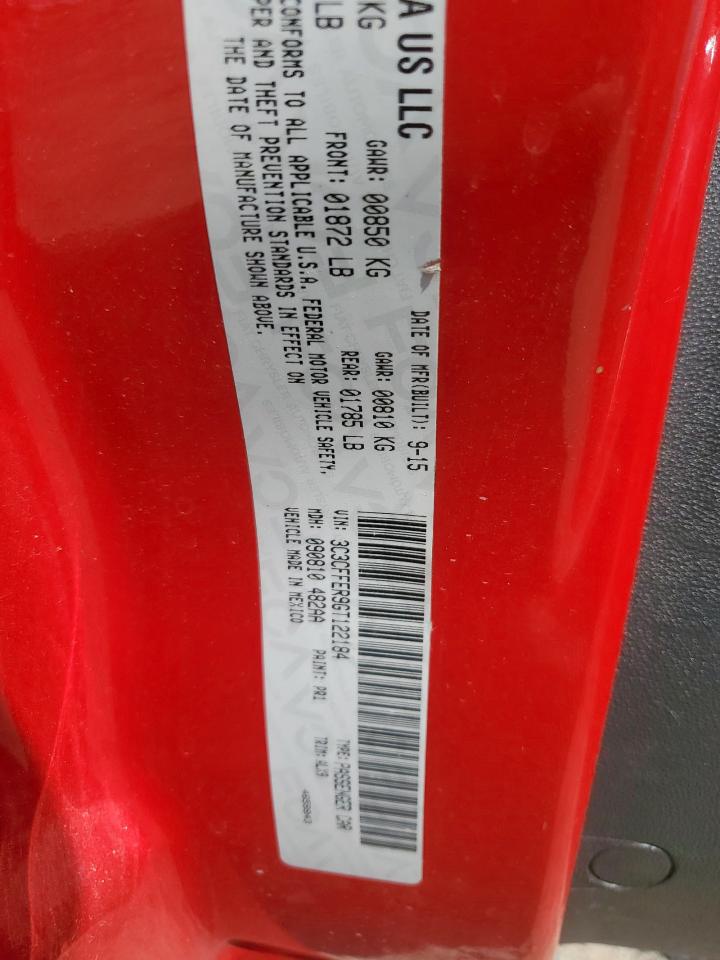 A US LLC
DATE OF MFR(BUILT): 9-15
KG GAWR: 00850 KG GAWR: 00810 KG
LB FRONT: 01872 LB REAR: 01785 LB
CONFORMS TO ALL APPLICABLE U.S.A. FEDERAL MOTOR VEHICLE SAFETY,
PER AND THEFT PREVENTION STANDARDS IN EFFECT ON
THE DATE OF MANUFACTURE SHOWN ABOVE.
VIN: 3C3CFFER9GT122184 TYPE: PASSENGER CAR
MDH: 090810 482AA PAINT: PR1
VEHICLE MADE IN MEXICO